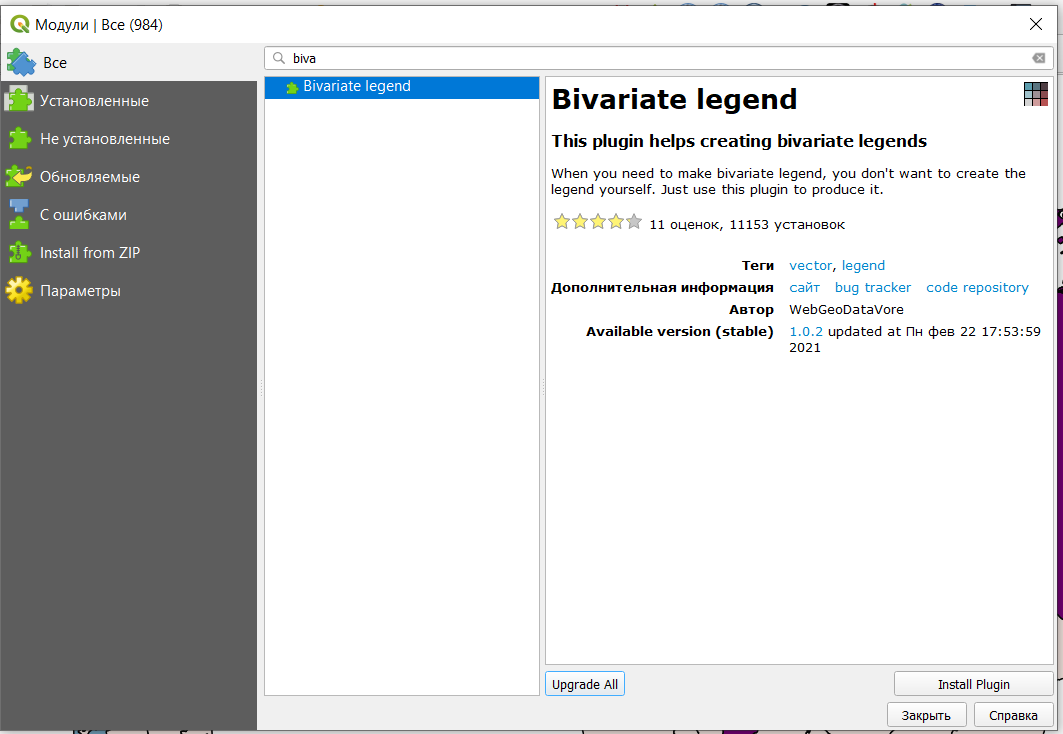 Модули | Все (984)
biva
Все
Установленные
Не установленные
Обновляемые
С ошибками
Install from ZIP
Параметры
Bivariate legend
Bivariate legend
This plugin helps creating bivariate legends
When you need to make bivariate legend, you don't want to create the
legend yourself. Just use this plugin to produce it.
11 оценок, 11153 установок
Теги vector, legend
Дополнительная информация сайт bug tracker code repository
Автор WebGeoDataVore
Available version (stable) 1.0.2 updated at Пн фев 22 17:53:59
2021
Upgrade All
Install Plugin
Закрыть
Справка